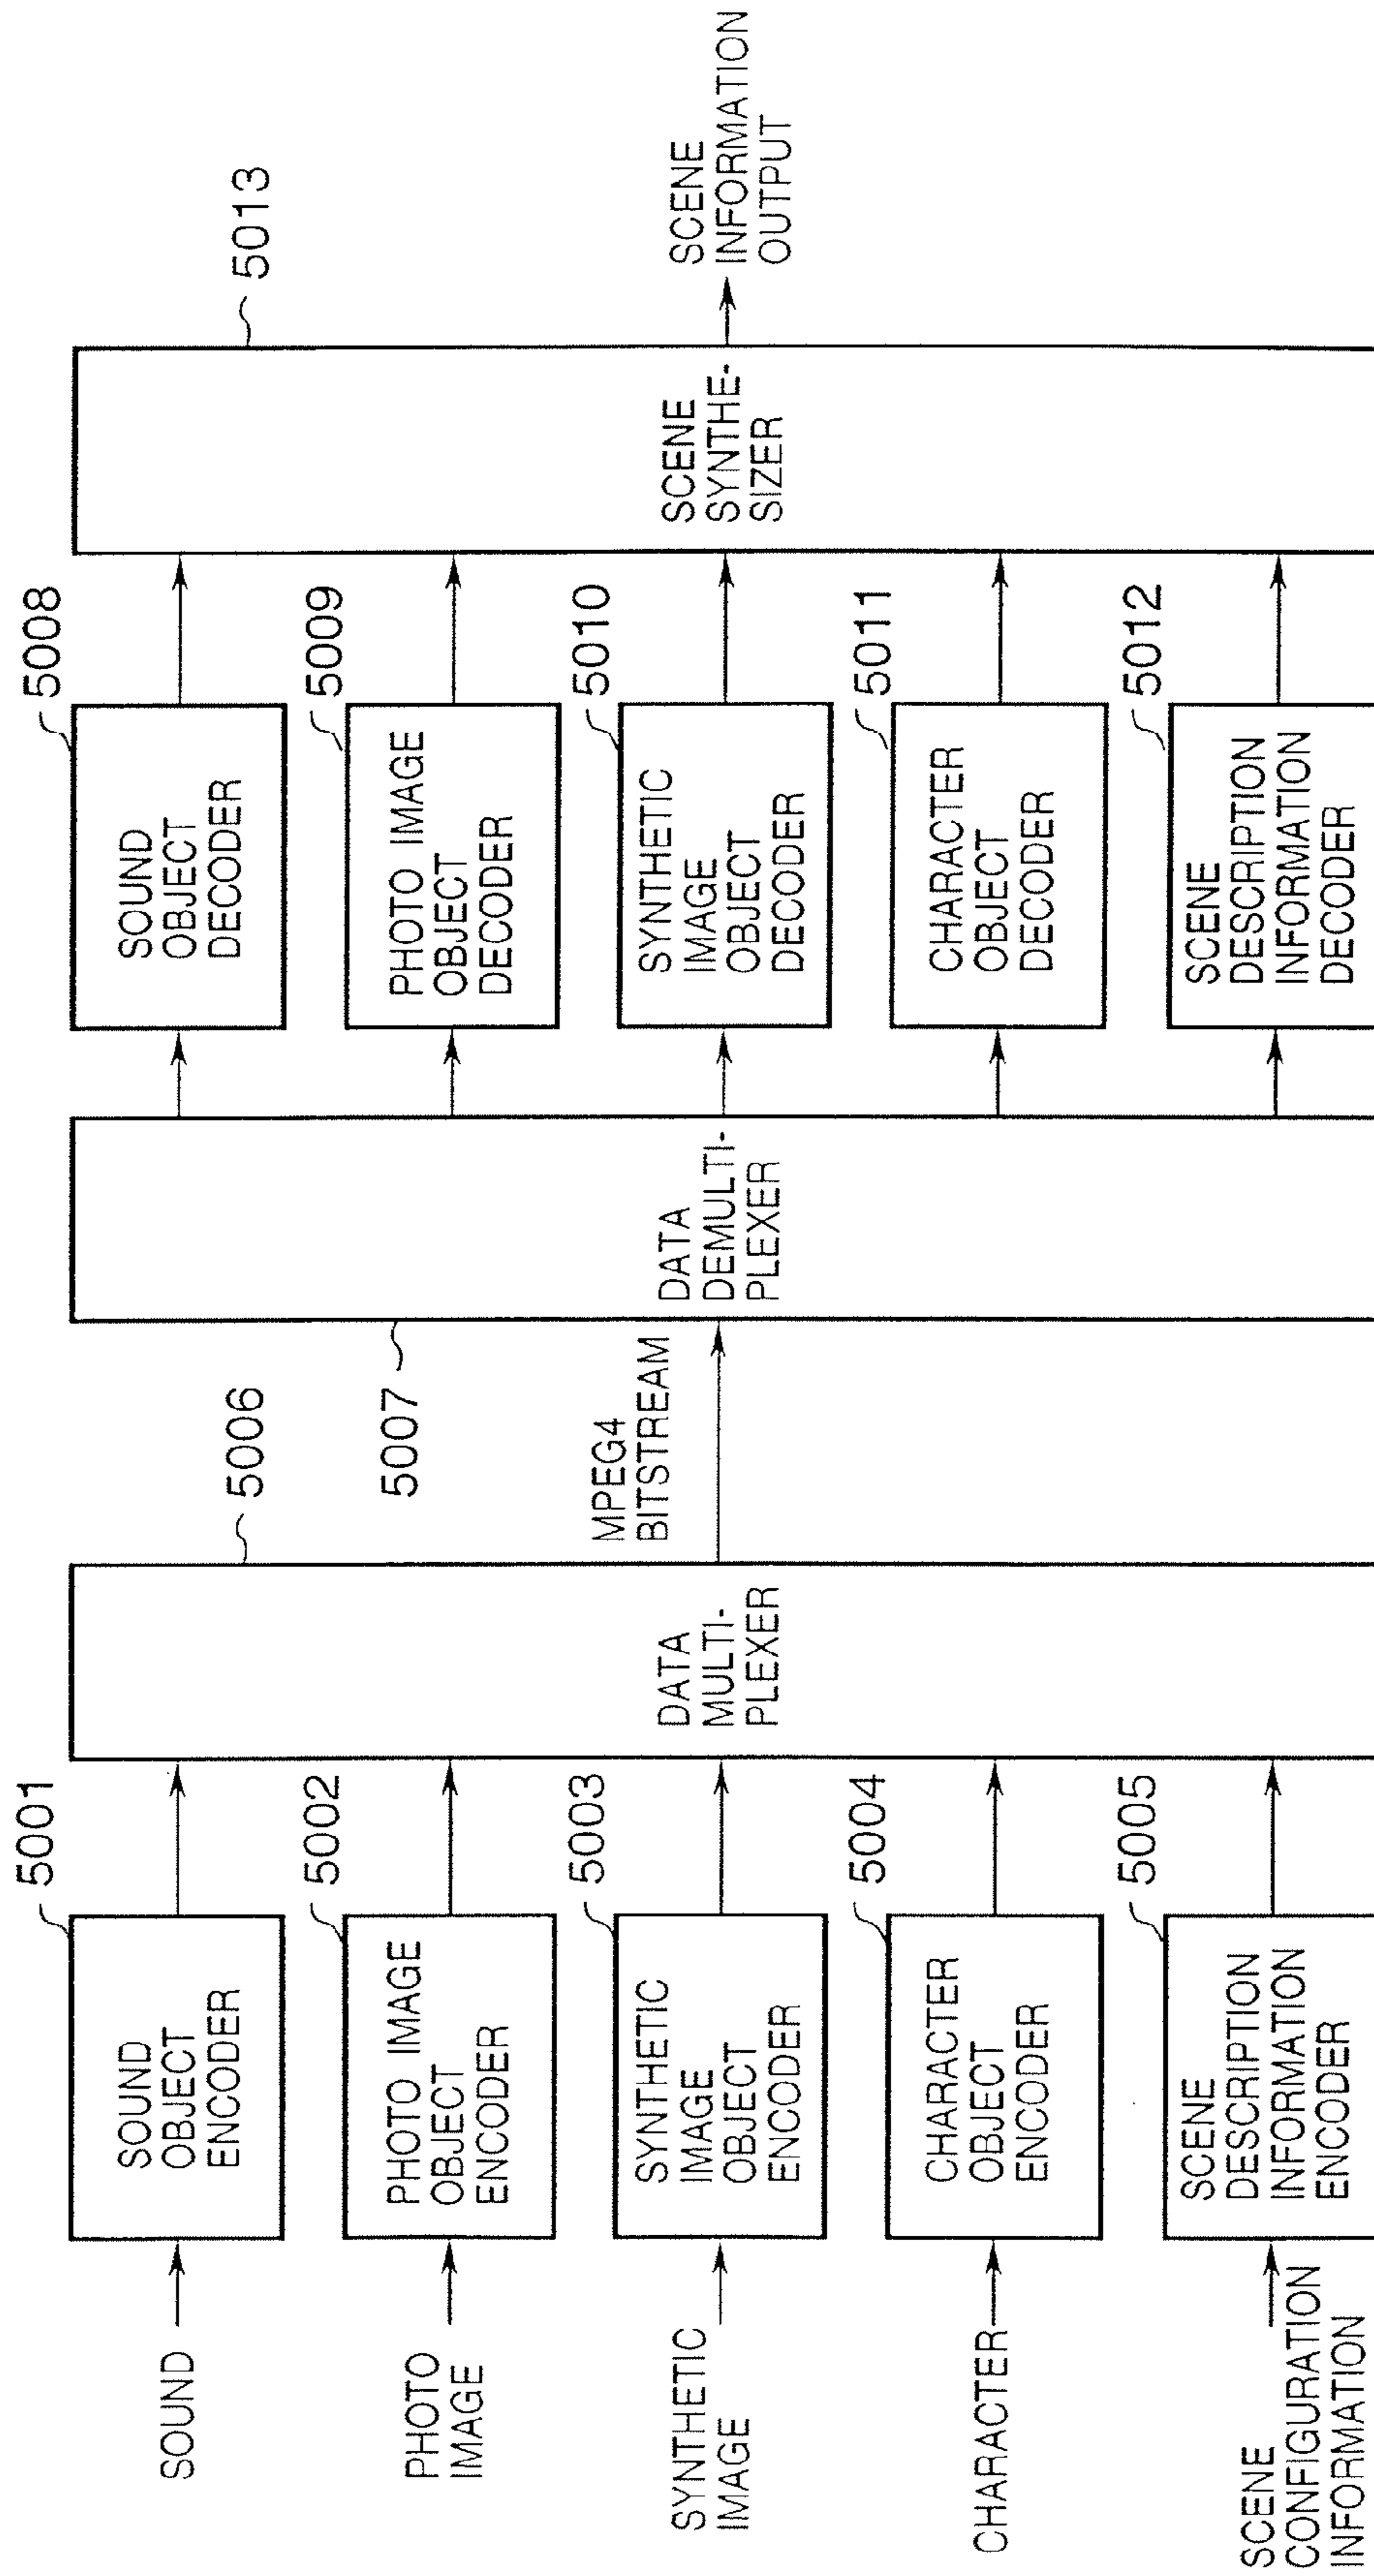 SOUND
5001
SOUND
OBJECT
ENCODER
PHOTO
IMAGE
5002
PHOTO IMAGE
OBJECT
ENCODER
SYNTHETIC
IMAGE
5003
SYNTHETIC
IMAGE
OBJECT
ENCODER
CHARACTER
5004
CHARACTER
OBJECT
ENCODER
SCENE
CONFIGURATION
INFORMATION
5005
SCENE
DESCRIPTION
INFORMATION
ENCODER
5006
DATA
MULTI-
PLEXER
MPEG4
BITSTREAM
5007
DATA
DEMULTI-
PLEXER
5008
SOUND
OBJECT
DECODER
5009
PHOTO IMAGE
OBJECT
DECODER
5010
SYNTHETIC
IMAGE
OBJECT
DECODER
5011
CHARACTER
OBJECT
DECODER
5012
SCENE
DESCRIPTION
INFORMATION
DECODER
5013
SCENE
SYNTHE-
SIZER
SCENE
INFORMATION
OUTPUT